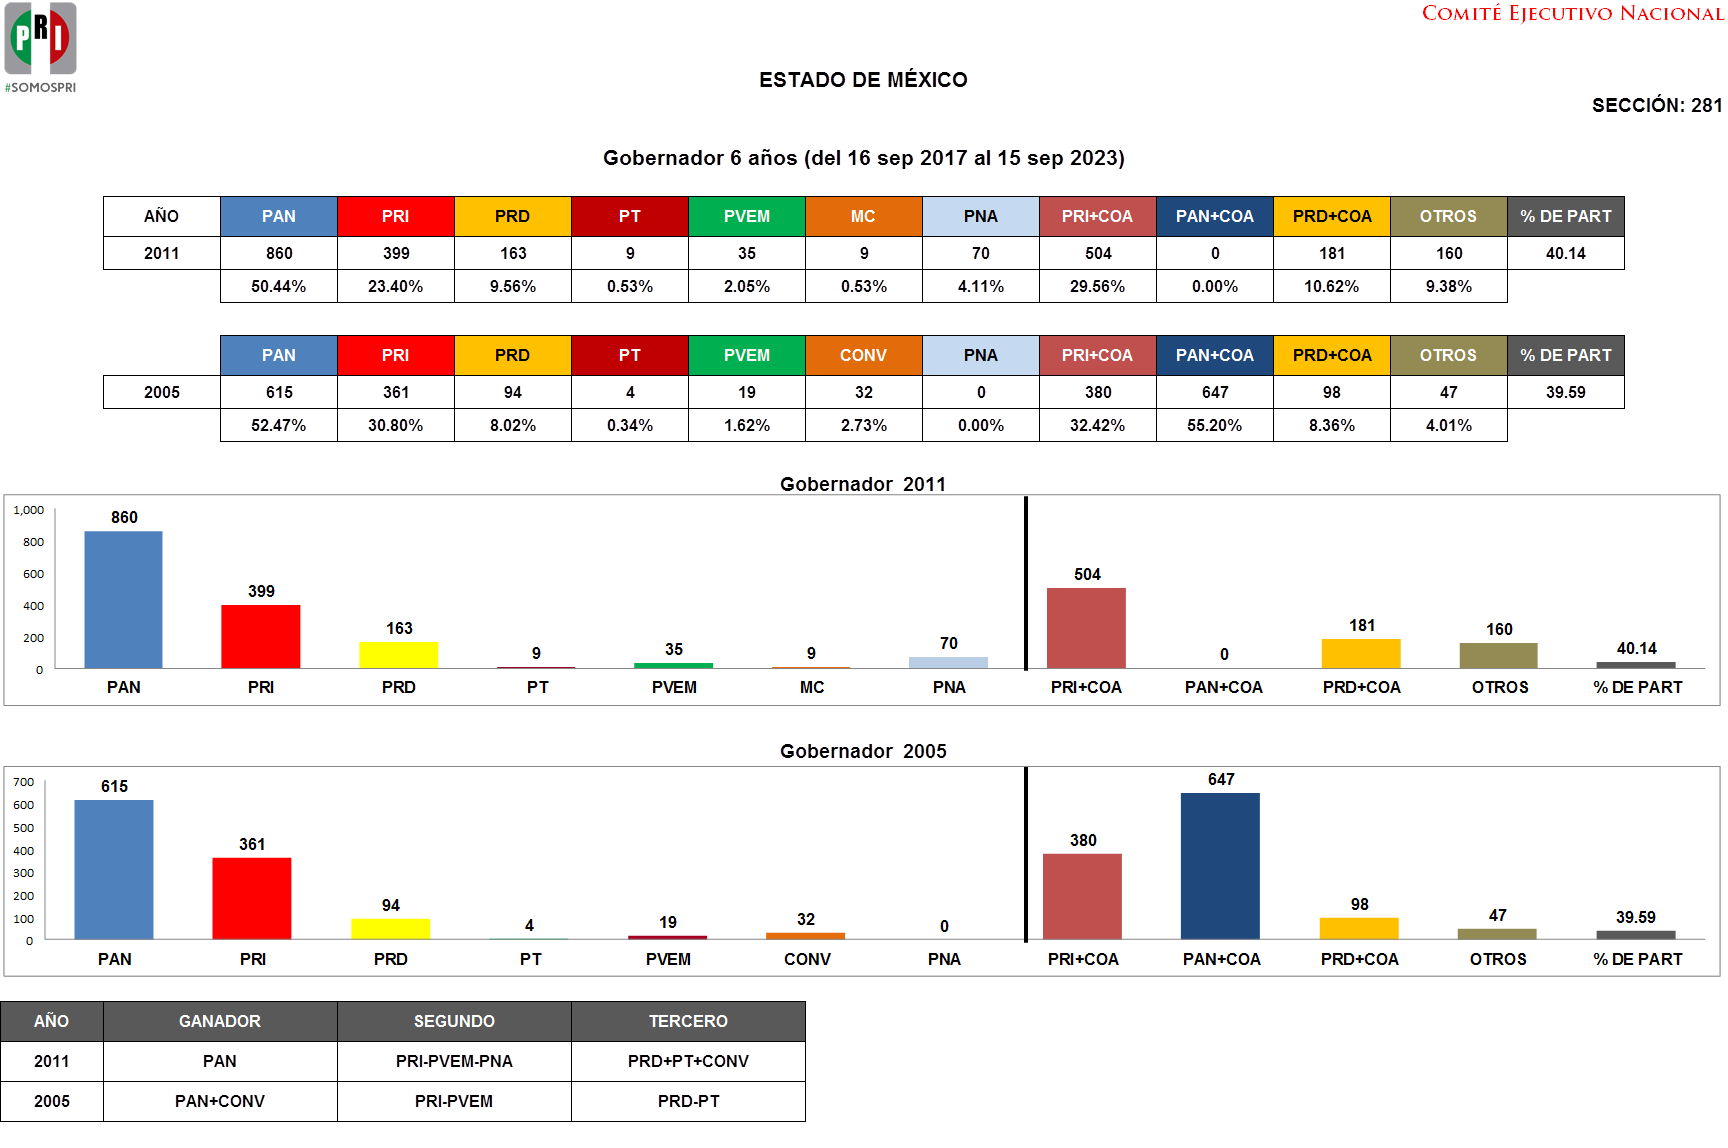 PRI
#SOMOSPRI
COMITÉ EJECUTIVO NACIONAL
ESTADO DE MÉXICO
SECCIÓN: 281
Gobernador 6 años (del 16 sep 2017 al 15 sep 2023)
AÑO PAN PRI PRD PT PVEM MC PNA PRI+COA PAN+COA PRD+COA OTROS % DE PART
2011 860 399 163 9 35 9 70 504 0 181 160 40.14
50.44% 23.40% 9.56% 0.53% 2.05% 0.53% 4.11% 29.56% 0.00% 10.62% 9.38%
PAN PRI PRD PT PVEM CONV PNA PRI+COA PAN+COA PRD+COA OTROS % DE PART
2005 615 361 94 4 19 32 0 380 647 98 47 39.59
52.47% 30.80% 8.02% 0.34% 1.62% 2.73% 0.00% 32.42% 55.20% 8.36% 4.01%
Gobernador 2011
1,000
800
600
400
200
0
860 399 163 9 35 9 70 504 0 181 160 40.14
PAN PRI PRD PT PVEM MC PNA PRI+COA PAN+COA PRD+COA OTROS % DE PART
Gobernador 2005
700
600
500
400
300
200
100
0
615 361 94 4 19 32 0 380 647 98 47 39.59
PAN PRI PRD PT PVEM CONV PNA PRI+COA PAN+COA PRD+COA OTROS % DE PART
AÑO GANADOR SEGUNDO TERCERO
2011 PAN PRI-PVEM-PNA PRD+PT+CONV
2005 PAN+CONV PRI-PVEM PRD-PT